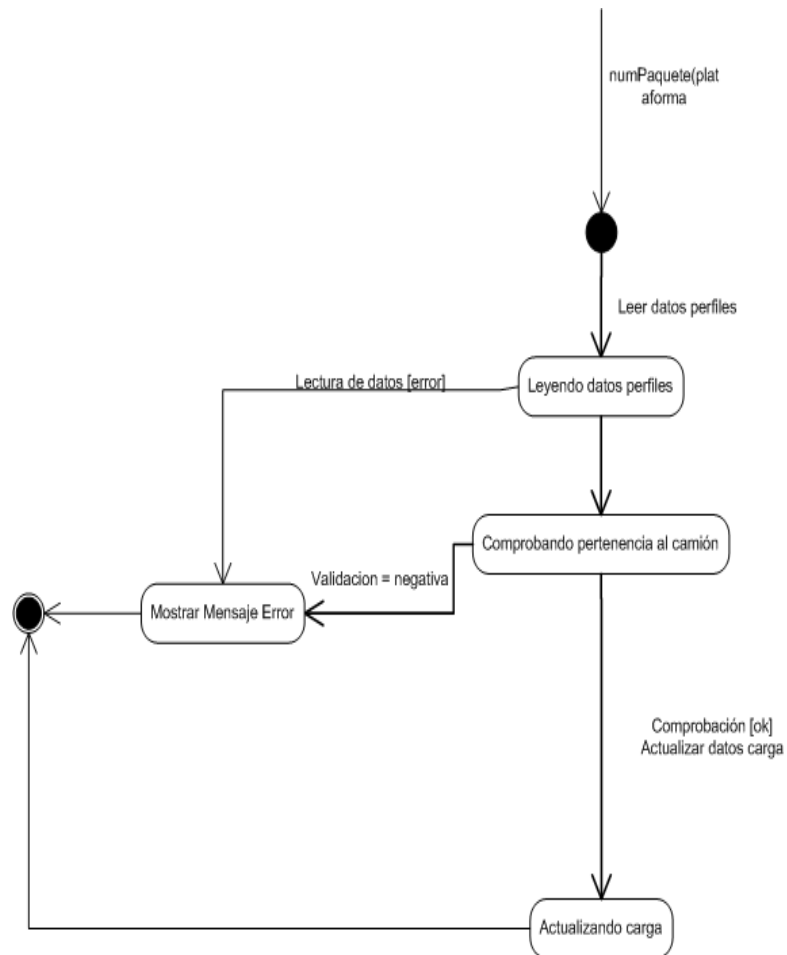 numPaquete(plat
aforma
Leer datos perfiles
Lectura de datos [error]
Leyendo datos perfiles
Comprobando pertenencia al camión
Validacion = negativa
Mostrar Mensaje Error
Comprobación [ok]
Actualizar datos carga
Actualizando carga